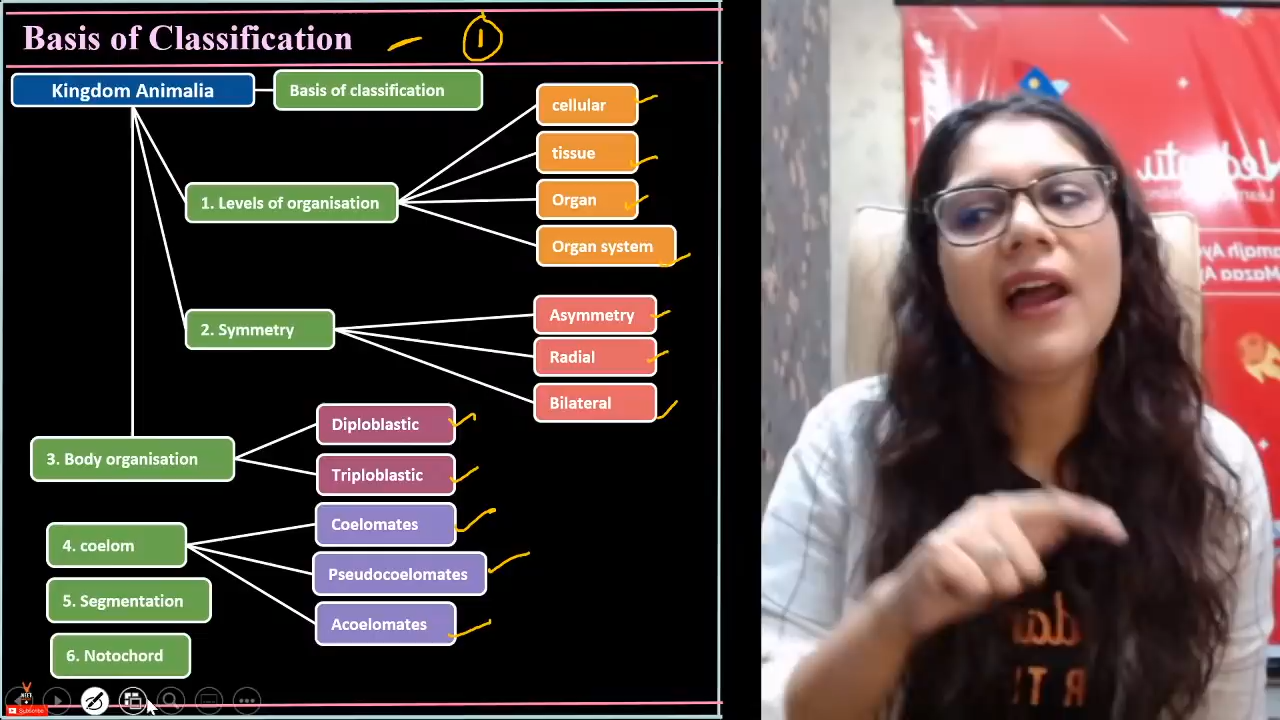 Basis of Classification - 1
Kingdom Animalia
Basis of classification
1. Levels of organisation
cellular
tissue
Organ
Organ system
2. Symmetry
Asymmetry
Radial
Bilateral
3. Body organisation
Diploblastic
Triploblastic
4. coelom
Coelomates
Pseudocoelomates
Acoelomates
5. Segmentation
6. Notochord
Subscribe